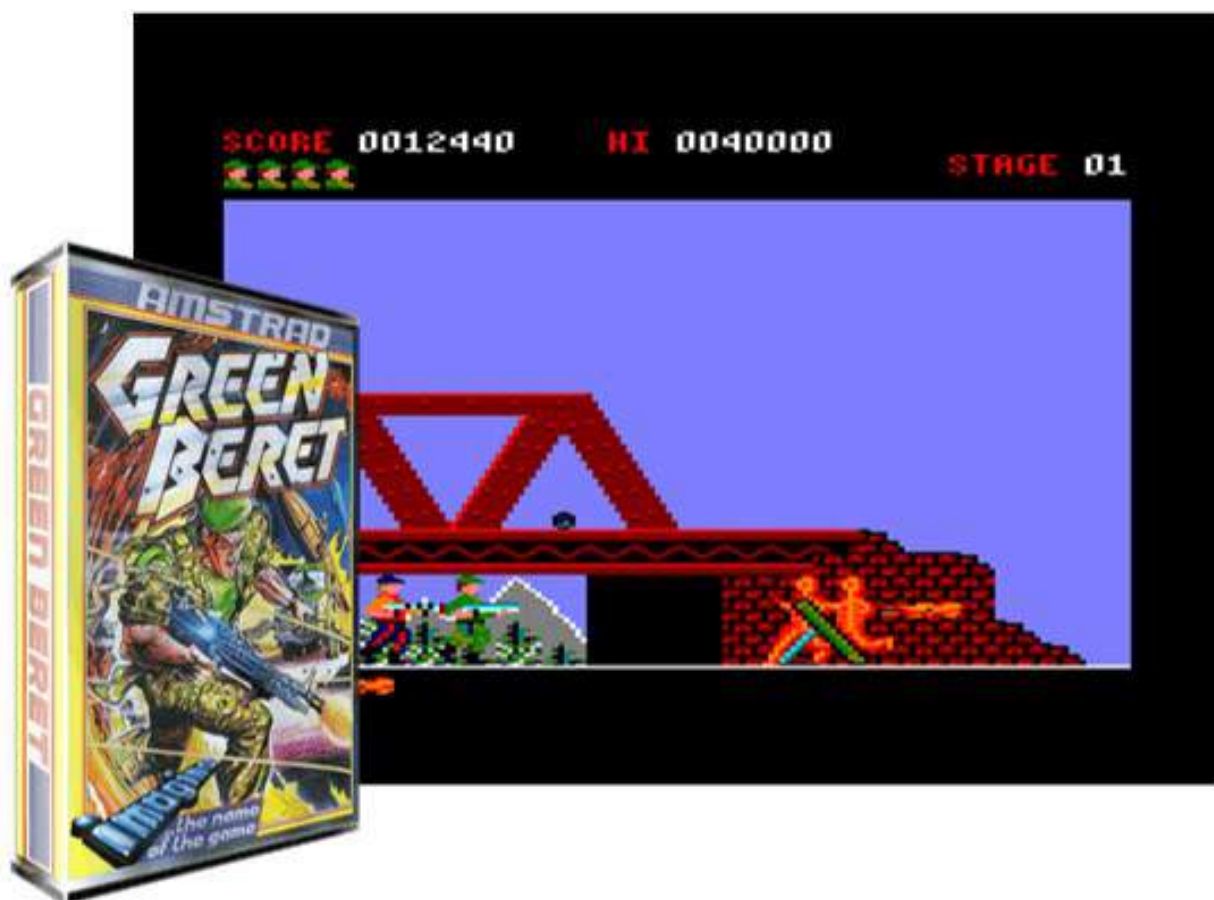 SCORE 0012440 HI 0040000
STAGE 01
AMSTRAD
GREEN
BERET
GREEN BERET
Imagine
...the name
of the game